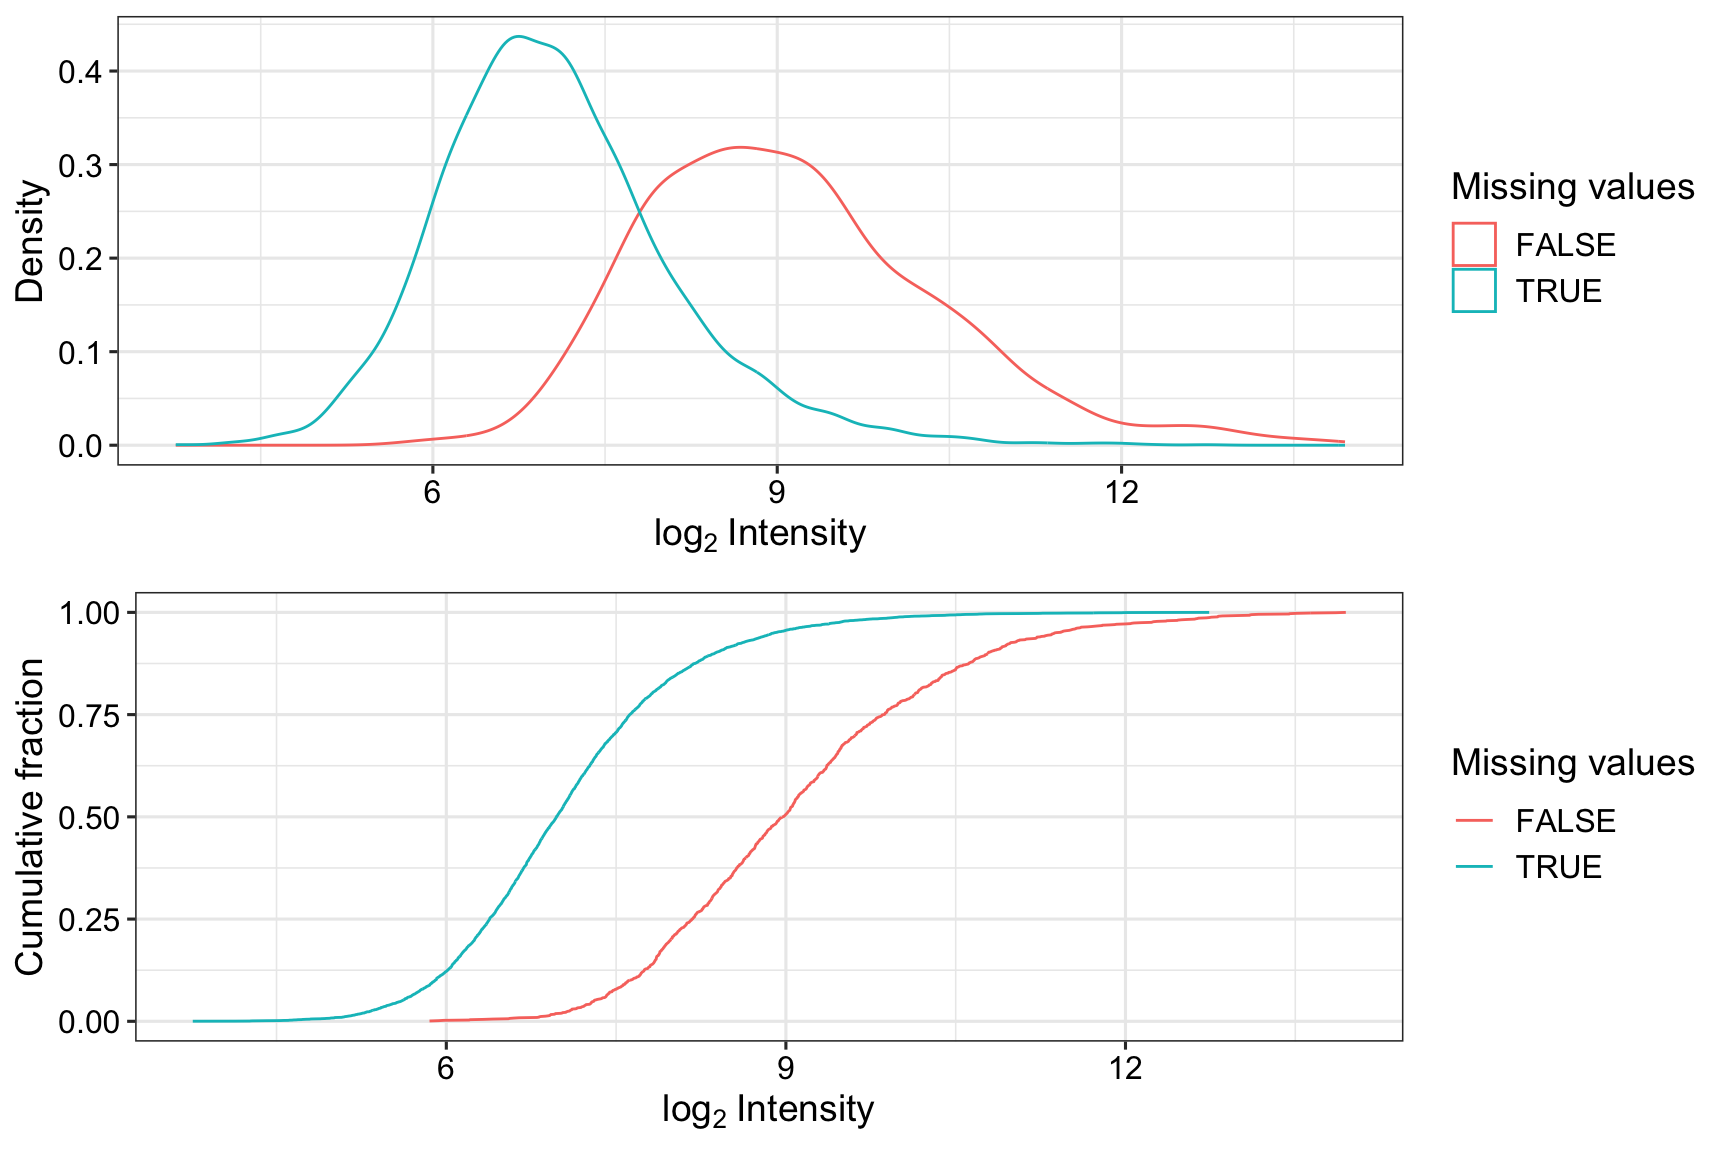 Density
0.4
0.3
0.2
0.1
0.0
6 9 12
log₂ Intensity
Missing values
FALSE
TRUE
Cumulative fraction
1.00
0.75
0.50
0.25
0.00
6 9 12
log₂ Intensity
Missing values
FALSE
TRUE